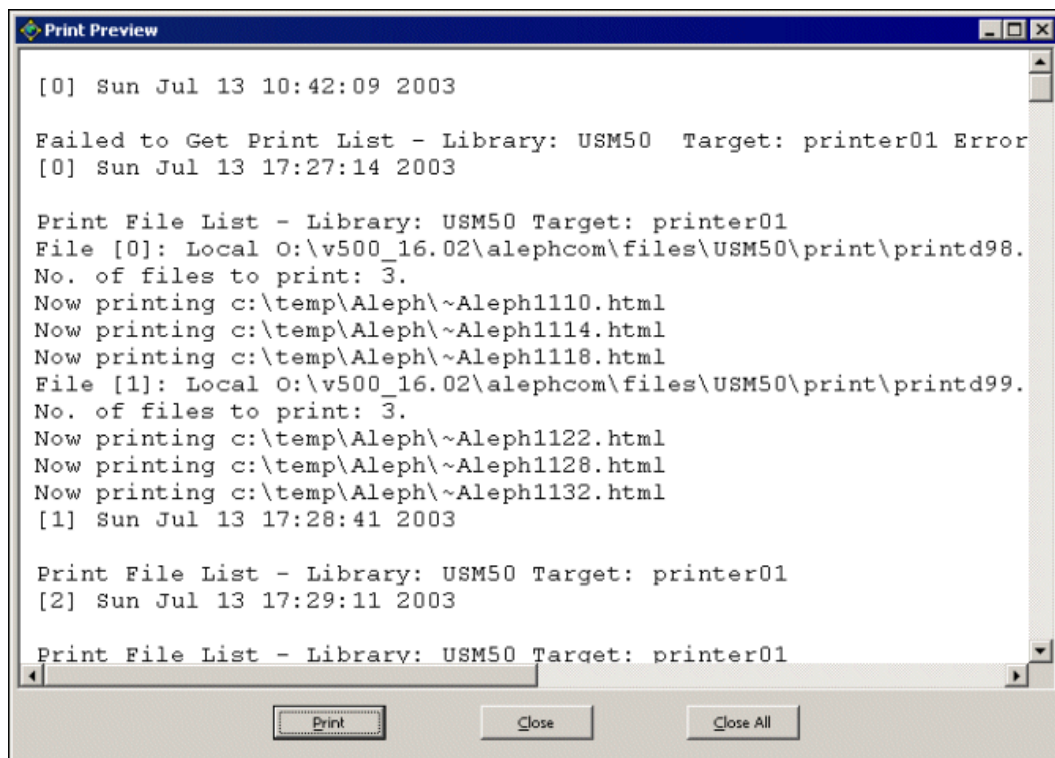 Print Preview
[0] Sun Jul 13 10:42:09 2003
Failed to Get Print List - Library: USM50  Target: printer01 Error
[0] Sun Jul 13 17:27:14 2003
Print File List - Library: USM50 Target: printer01
File [0]: Local O:\v500_16.02\alephcom\files\USM50\print\printd98.
No. of files to print: 3.
Now printing c:\temp\Aleph\~Aleph1110.html
Now printing c:\temp\Aleph\~Aleph1114.html
Now printing c:\temp\Aleph\~Aleph1118.html
File [1]: Local O:\v500_16.02\alephcom\files\USM50\print\printd99.
No. of files to print: 3.
Now printing c:\temp\Aleph\~Aleph1122.html
Now printing c:\temp\Aleph\~Aleph1128.html
Now printing c:\temp\Aleph\~Aleph1132.html
[1] Sun Jul 13 17:28:41 2003
Print File List - Library: USM50 Target: printer01
[2] Sun Jul 13 17:29:11 2003
Print File List - Library: USM50 Target: printer01
Print Close Close All